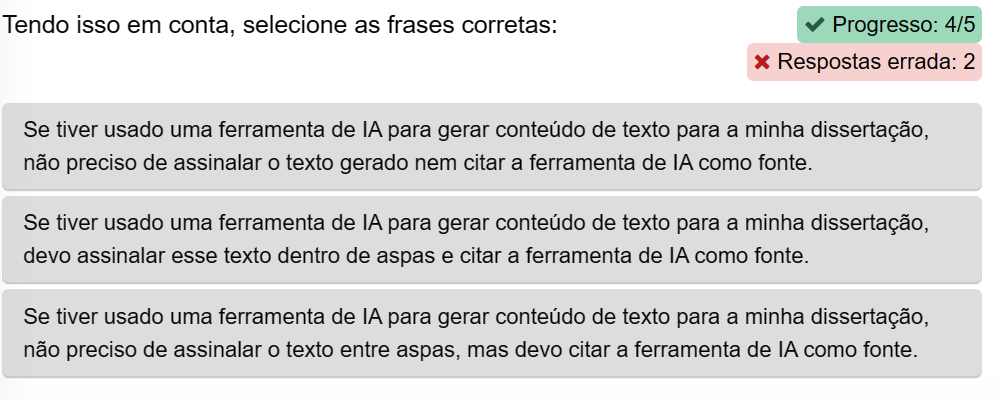 Tendo isso em conta, selecione as frases corretas:
✔ Progresso: 4/5
✖ Respostas errada: 2
Se tiver usado uma ferramenta de IA para gerar conteúdo de texto para a minha dissertação,
não preciso de assinalar o texto gerado nem citar a ferramenta de IA como fonte.
Se tiver usado uma ferramenta de IA para gerar conteúdo de texto para a minha dissertação,
devo assinalar esse texto dentro de aspas e citar a ferramenta de IA como fonte.
Se tiver usado uma ferramenta de IA para gerar conteúdo de texto para a minha dissertação,
não preciso de assinalar o texto entre aspas, mas devo citar a ferramenta de IA como fonte.